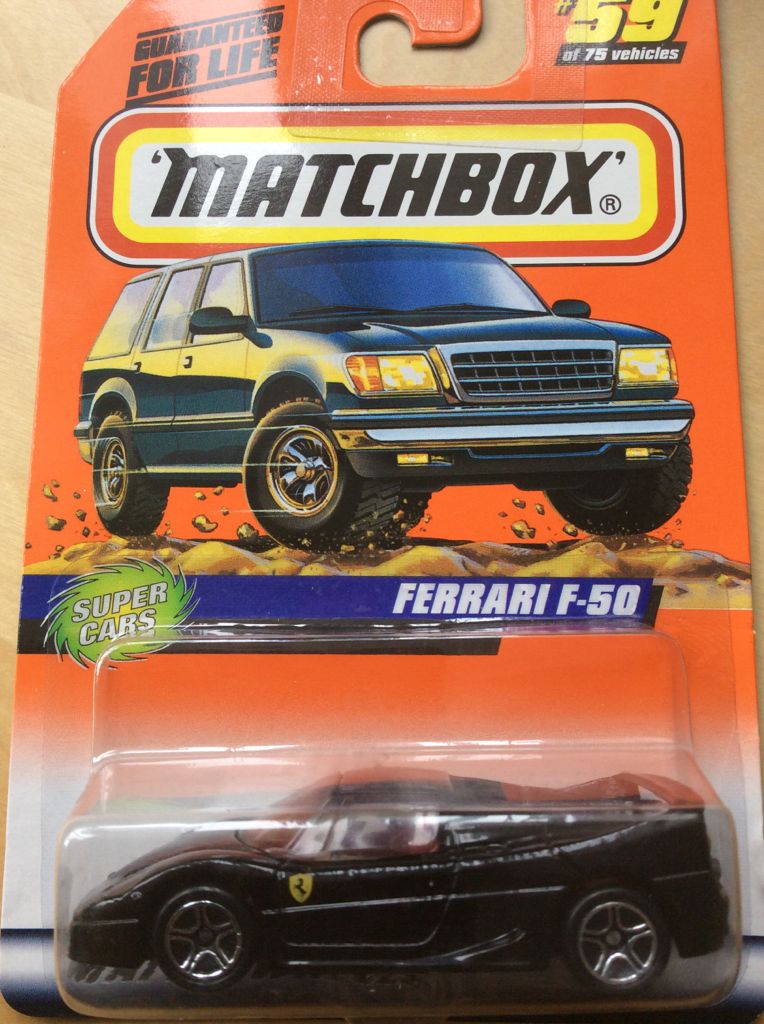 GUARANTEED
FOR LIFE
#59
of 75 vehicles
'MATCHBOX'®
SUPER
CARS
FERRARI F-50